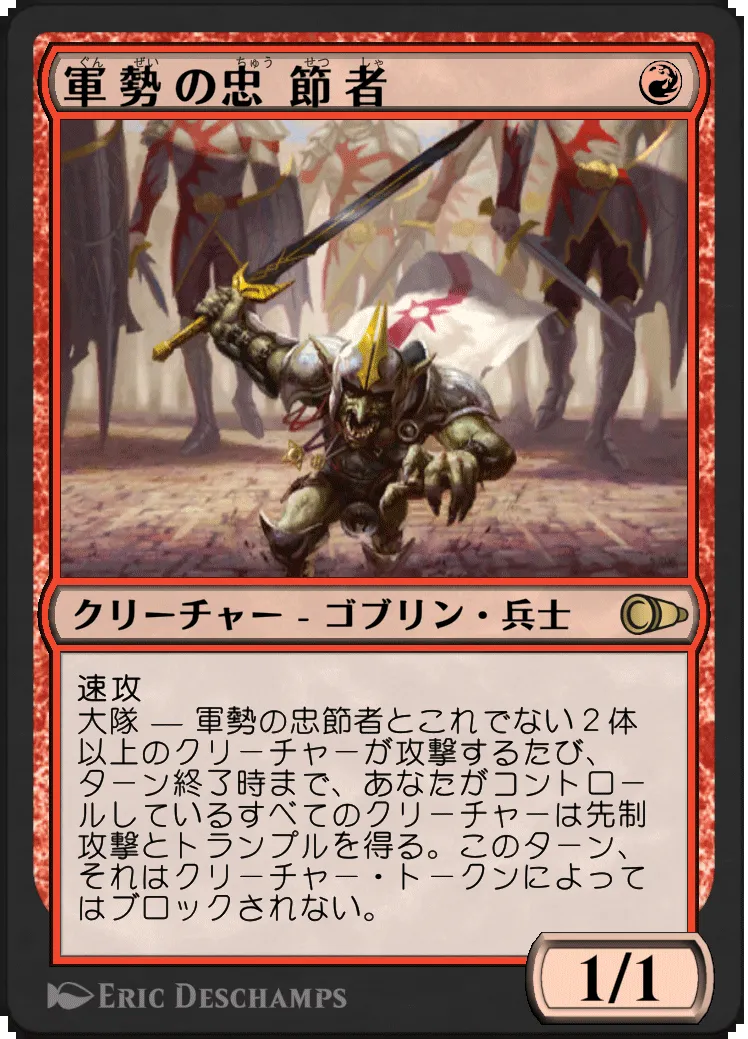 軍勢の忠節者
クリーチャー - ゴブリン・兵士
速攻
大隊 — 軍勢の忠節者とこれでない2体
以上のクリーチャーが攻撃するたび、
ターン終了時まで、あなたがコントロー
ルしているすべてのクリーチャーは先制
攻撃とトランプルを得る。このターン、
それはクリーチャー・トークンによって
はブロックされない。
1/1
ERIC DESCHAMPS